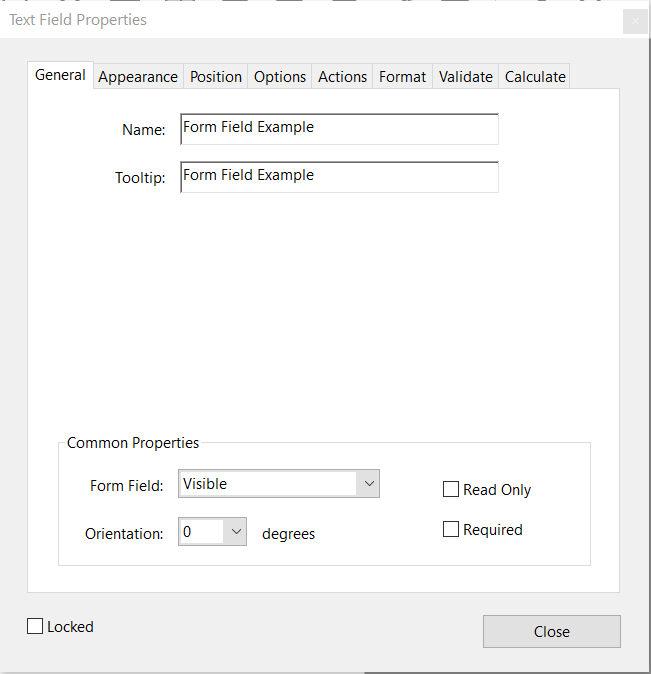 Text Field Properties
General Appearance Position Options Actions Format Validate Calculate
Name: Form Field Example
Tooltip: Form Field Example
Common Properties
Form Field: Visible
Read Only
Orientation: 0 degrees
Required
Locked
Close